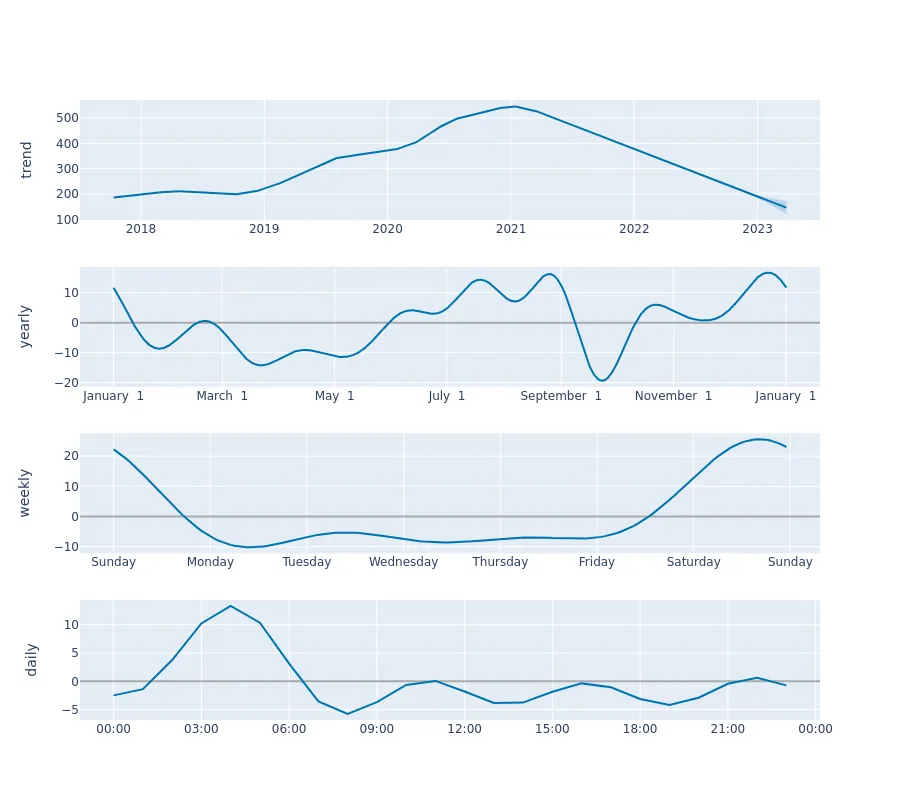 trend
500
400
300
200
100
2018 2019 2020 2021 2022 2023
yearly
10
0
−10
−20
January 1 March 1 May 1 July 1 September 1 November 1 January 1
weekly
20
10
0
−10
Sunday Monday Tuesday Wednesday Thursday Friday Saturday Sunday
daily
10
5
0
−5
00:00 03:00 06:00 09:00 12:00 15:00 18:00 21:00 00:00